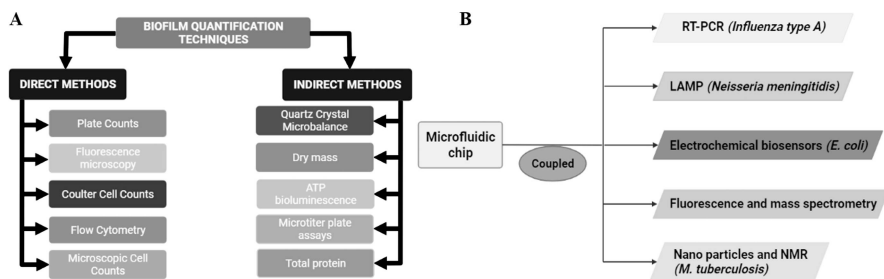 A
BIOFILM QUANTIFICATION
TECHNIQUES
DIRECT METHODS
Plate Counts
Fluorescence
microscopy
Coulter Cell Counts
Flow Cytometry
Microscopic Cell
Counts
INDIRECT METHODS
Quartz Crystal
Microbalance
Dry mass
ATP
bioluminescence
Microtiter plate
assays
Total protein
B
Microfluidic
chip
Coupled
RT-PCR (Influenza type A)
LAMP (Neisseria meningitidis)
Electrochemical biosensors (E. coli)
Fluorescence and mass spectrometry
Nano particles and NMR
(M. tuberculosis)